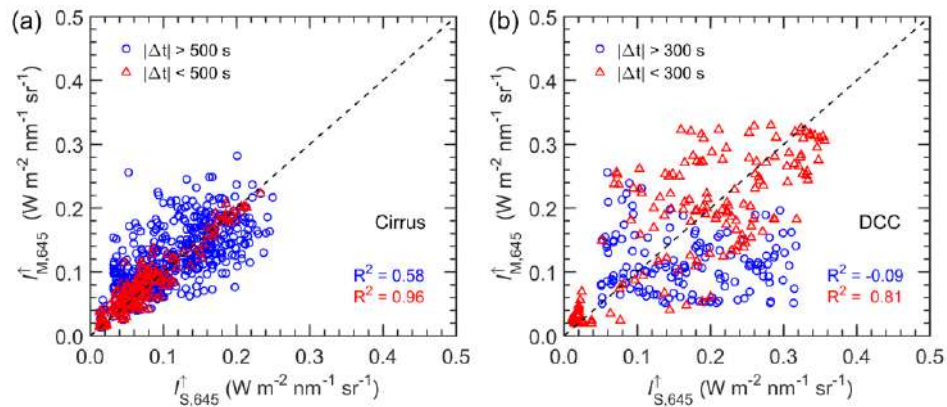 (a)
○ |Δt| > 500 s
△ |Δt| < 500 s
Cirrus
R² = 0.58
R² = 0.96
0.5
0.4
0.3
0.2
0.1
0.0
I↑M,645 (W m-2 nm-1 sr-1)
0.0 0.1 0.2 0.3 0.4 0.5
I↑S,645 (W m-2 nm-1 sr-1)
(b)
○ |Δt| > 300 s
△ |Δt| < 300 s
DCC
R² = -0.09
R² = 0.81
0.5
0.4
0.3
0.2
0.1
0.0
I↑M,645 (W m-2 nm-1 sr-1)
0.0 0.1 0.2 0.3 0.4 0.5
I↑S,645 (W m-2 nm-1 sr-1)